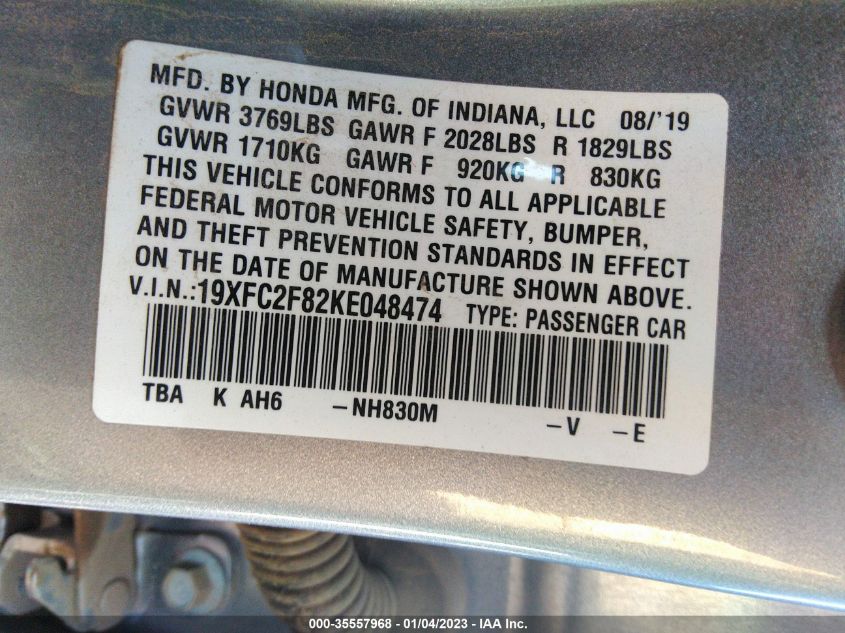 MFD. BY HONDA MFG. OF INDIANA, LLC 08/'19
GVWR 3769LBS GAWR F 2028LBS R 1829LBS
GVWR 1710KG GAWR F 920KG R 830KG
THIS VEHICLE CONFORMS TO ALL APPLICABLE
FEDERAL MOTOR VEHICLE SAFETY, BUMPER,
AND THEFT PREVENTION STANDARDS IN EFFECT
ON THE DATE OF MANUFACTURE SHOWN ABOVE.
V.I.N.:19XFC2F82KE048474 TYPE: PASSENGER CAR
TBA K AH6 -NH830M -V -E
000-35557968 - 01/04/2023 - IAA Inc.